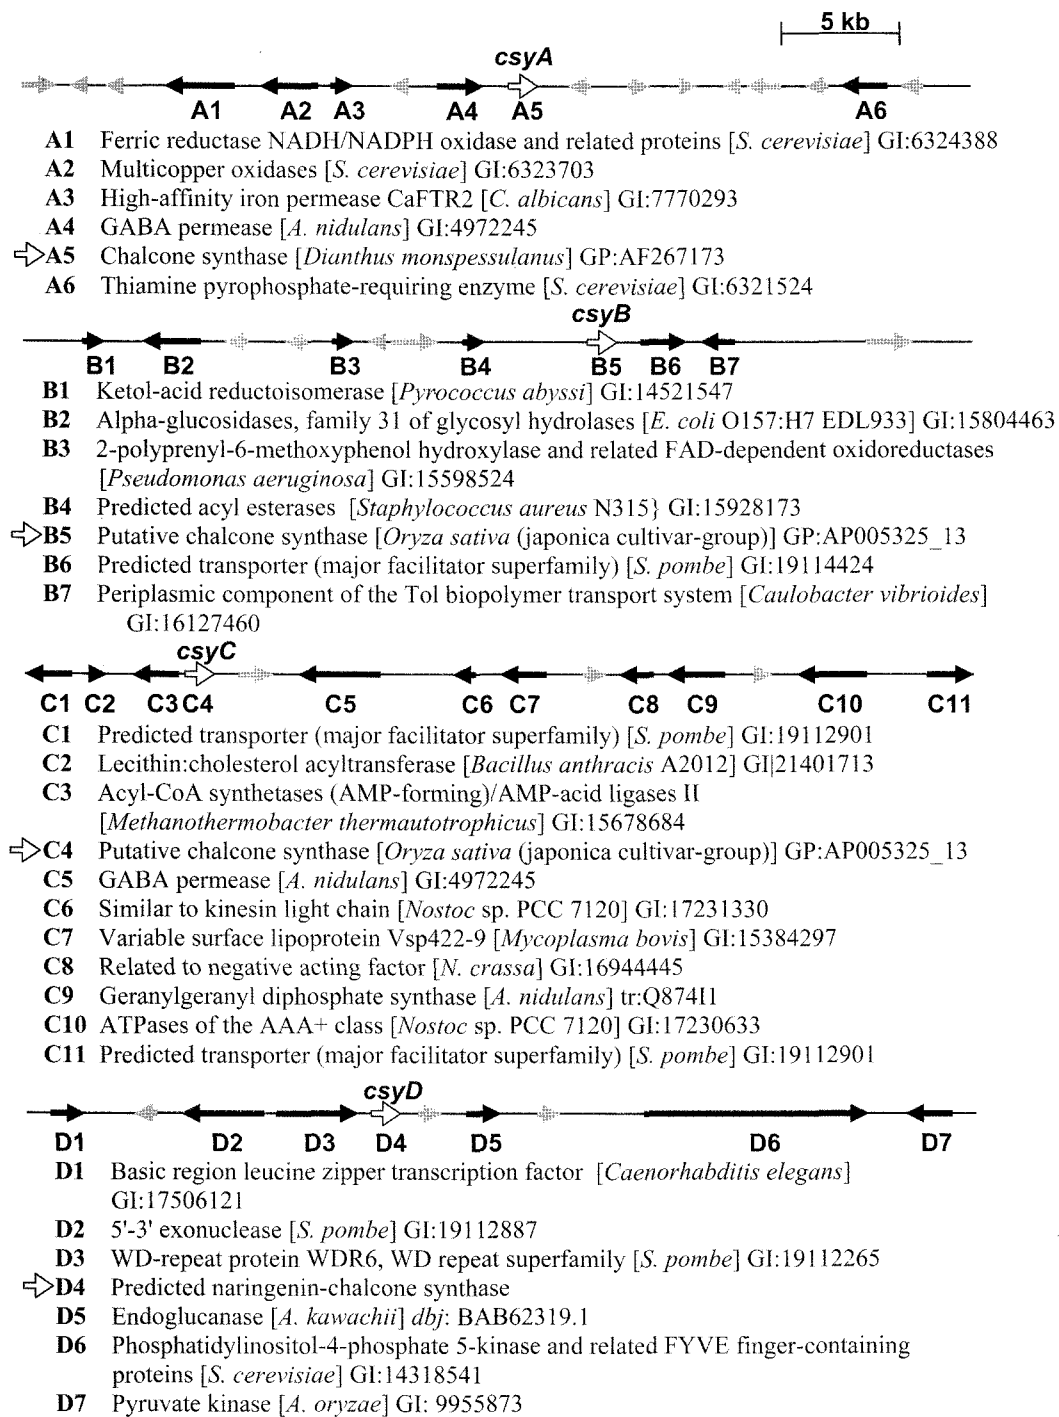 5 kb
csyA
A1 A2 A3 A4 A5 A6
A1 Ferric reductase NADH/NADPH oxidase and related proteins [S. cerevisiae] GI:6324388
A2 Multicopper oxidases [S. cerevisiae] GI:6323703
A3 High-affinity iron permease CaFTR2 [C. albicans] GI:7770293
A4 GABA permease [A. nidulans] GI:4972245
A5 Chalcone synthase [Dianthus monspessulanus] GP:AF267173
A6 Thiamine pyrophosphate-requiring enzyme [S. cerevisiae] GI:6321524
csyB
B1 B2 B3 B4 B5 B6 B7
B1 Ketol-acid reductoisomerase [Pyrococcus abyssi] GI:14521547
B2 Alpha-glucosidases, family 31 of glycosyl hydrolases [E. coli O157:H7 EDL933] GI:15804463
B3 2-polyprenyl-6-methoxyphenol hydroxylase and related FAD-dependent oxidoreductases
[Pseudomonas aeruginosa] GI:15598524
B4 Predicted acyl esterases [Staphylococcus aureus N315} GI:15928173
B5 Putative chalcone synthase [Oryza sativa (japonica cultivar-group)] GP:AP005325_13
B6 Predicted transporter (major facilitator superfamily) [S. pombe] GI:19114424
B7 Periplasmic component of the Tol biopolymer transport system [Caulobacter vibrioides]
GI:16127460
csyC
C1 C2 C3 C4 C5 C6 C7 C8 C9 C10 C11
C1 Predicted transporter (major facilitator superfamily) [S. pombe] GI:19112901
C2 Lecithin:cholesterol acyltransferase [Bacillus anthracis A2012] GI|21401713
C3 Acyl-CoA synthetases (AMP-forming)/AMP-acid ligases II
[Methanothermobacter thermautotrophicus] GI:15678684
C4 Putative chalcone synthase [Oryza sativa (japonica cultivar-group)] GP:AP005325_13
C5 GABA permease [A. nidulans] GI:4972245
C6 Similar to kinesin light chain [Nostoc sp. PCC 7120] GI:17231330
C7 Variable surface lipoprotein Vsp422-9 [Mycoplasma bovis] GI:15384297
C8 Related to negative acting factor [N. crassa] GI:16944445
C9 Geranylgeranyl diphosphate synthase [A. nidulans] tr:Q874I1
C10 ATPases of the AAA+ class [Nostoc sp. PCC 7120] GI:17230633
C11 Predicted transporter (major facilitator superfamily) [S. pombe] GI:19112901
csyD
D1 D2 D3 D4 D5 D6 D7
D1 Basic region leucine zipper transcription factor [Caenorhabditis elegans]
GI:17506121
D2 5'-3' exonuclease [S. pombe] GI:19112887
D3 WD-repeat protein WDR6, WD repeat superfamily [S. pombe] GI:19112265
D4 Predicted naringenin-chalcone synthase
D5 Endoglucanase [A. kawachii] dbj: BAB62319.1
D6 Phosphatidylinositol-4-phosphate 5-kinase and related FYVE finger-containing
proteins [S. cerevisiae] GI:14318541
D7 Pyruvate kinase [A. oryzae] GI: 9955873